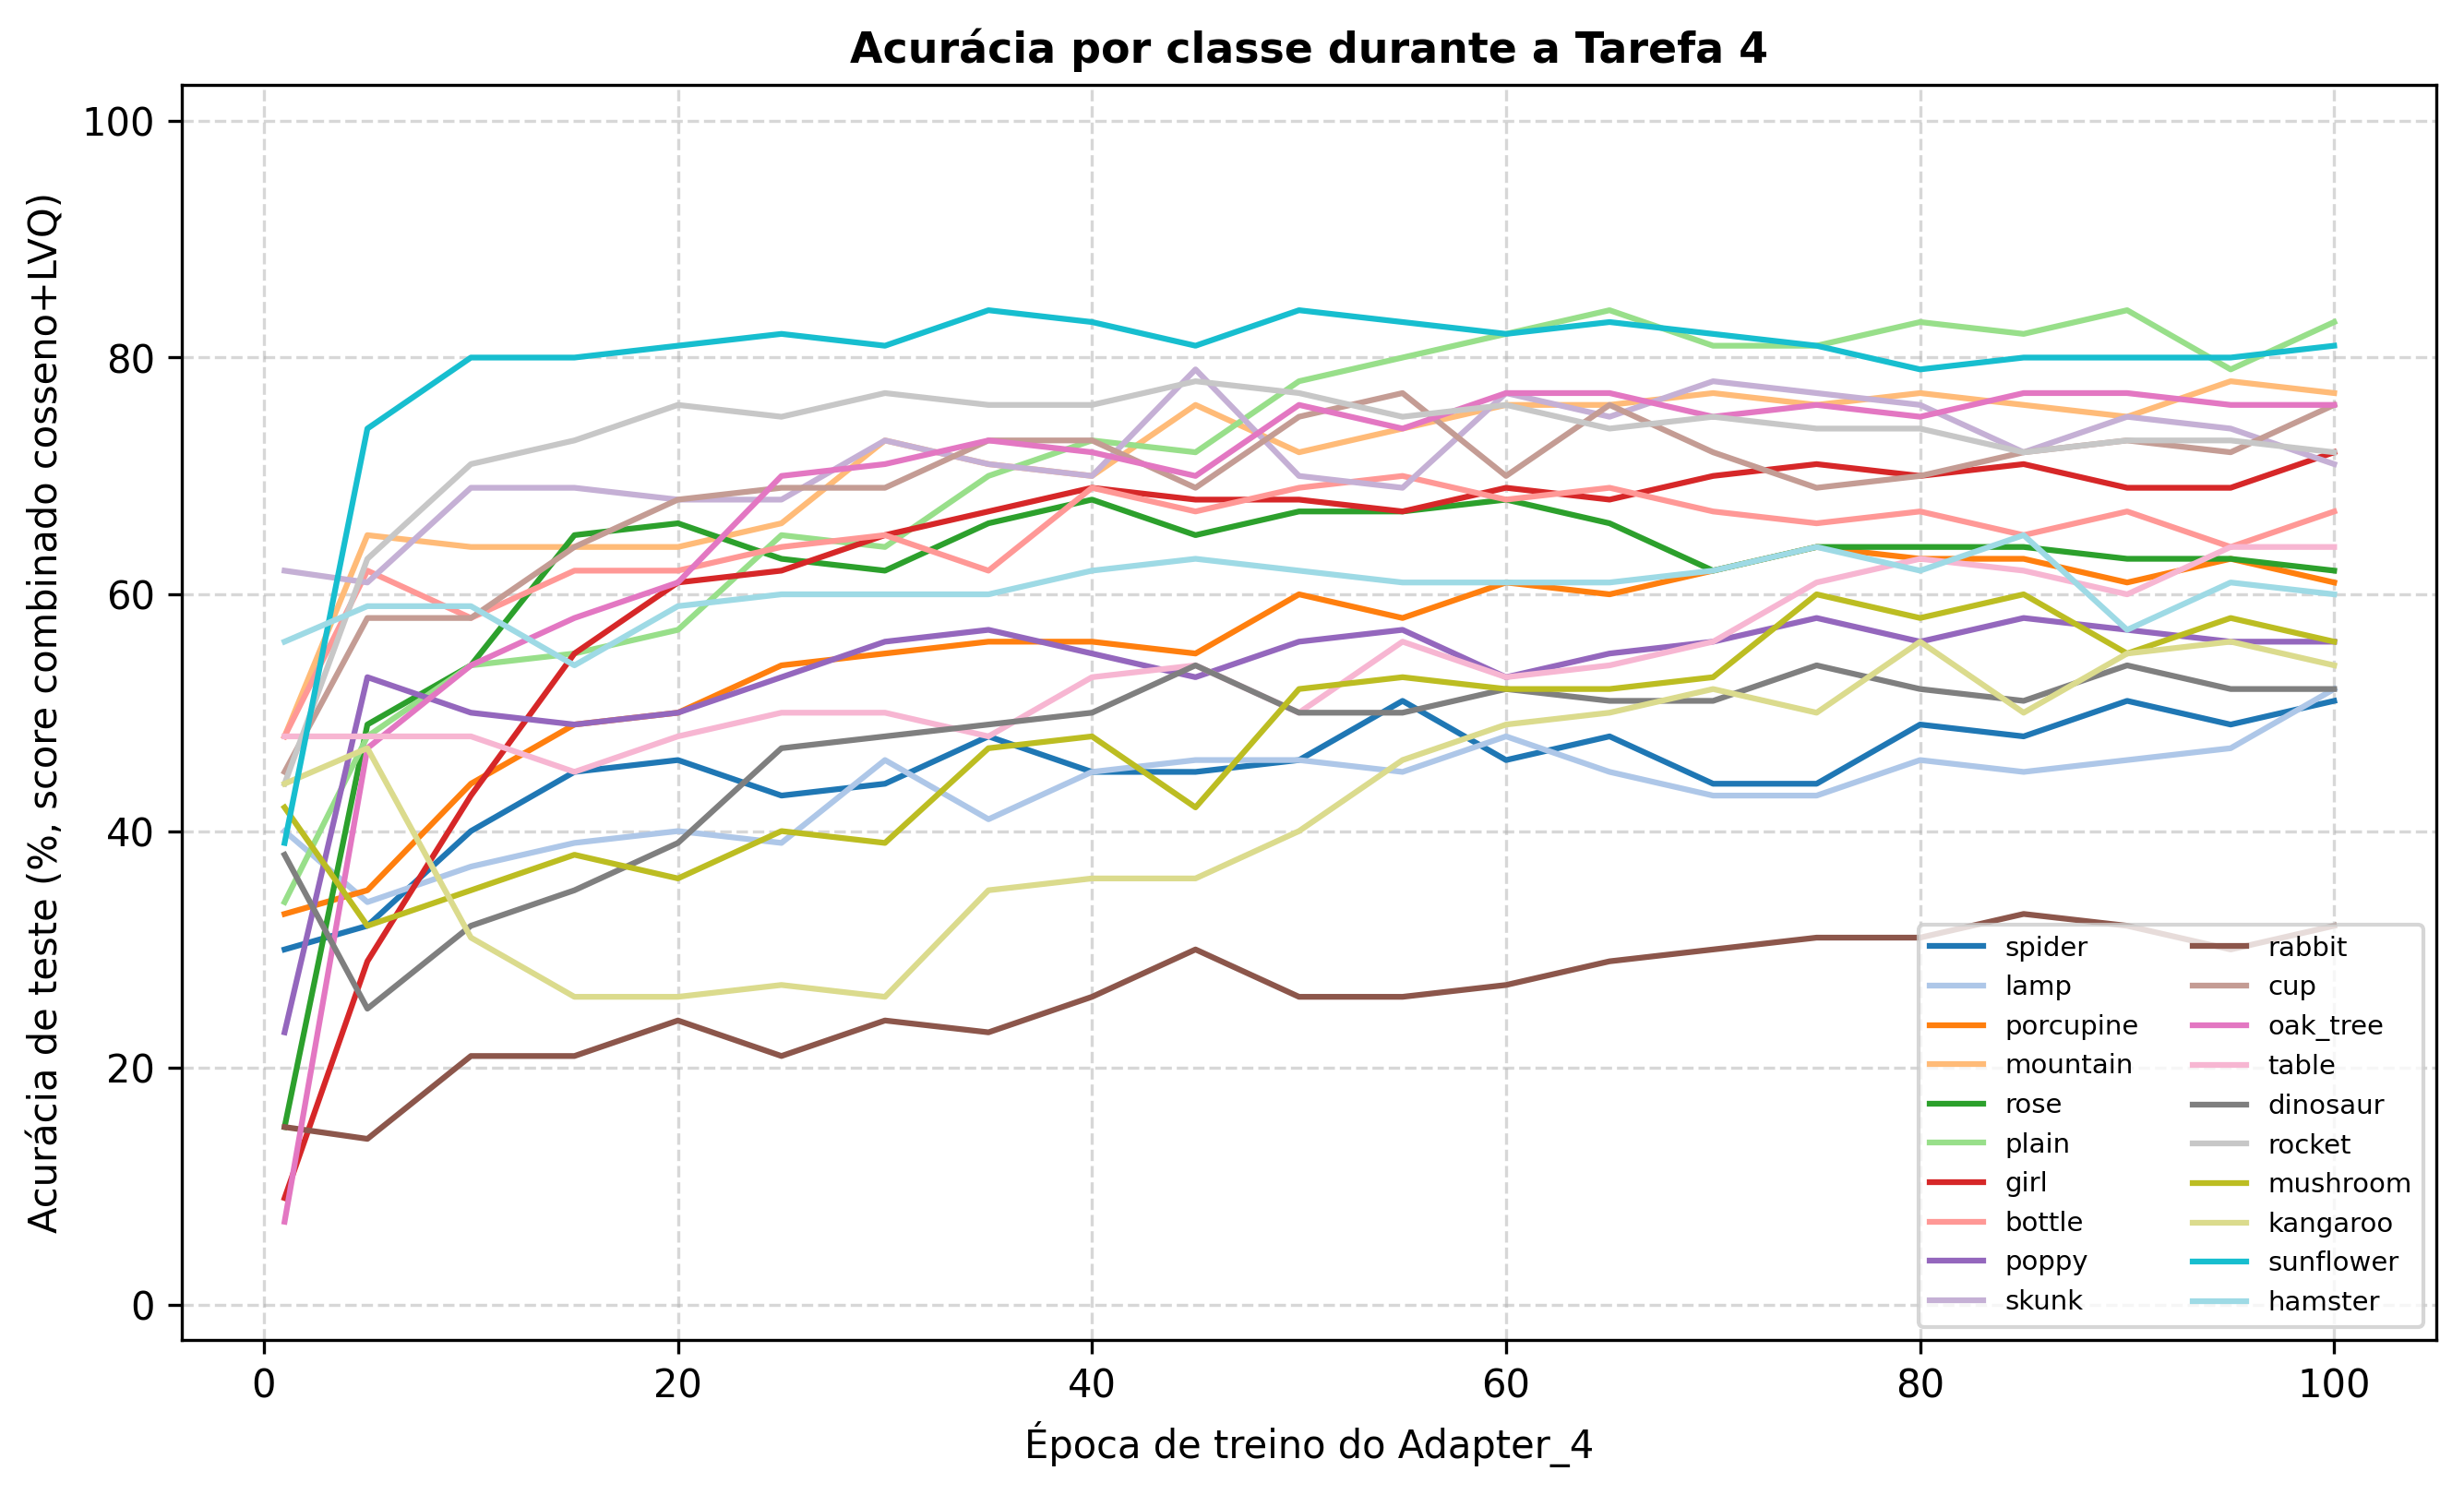 Acurácia por classe durante a Tarefa 4
Acurácia de teste (%, score combinado cosseno+LVQ)
100
80
60
40
20
0
0 20 40 60 80 100
Época de treino do Adapter_4
spider
lamp
porcupine
mountain
rose
plain
girl
bottle
poppy
skunk
rabbit
cup
oak_tree
table
dinosaur
rocket
mushroom
kangaroo
sunflower
hamster